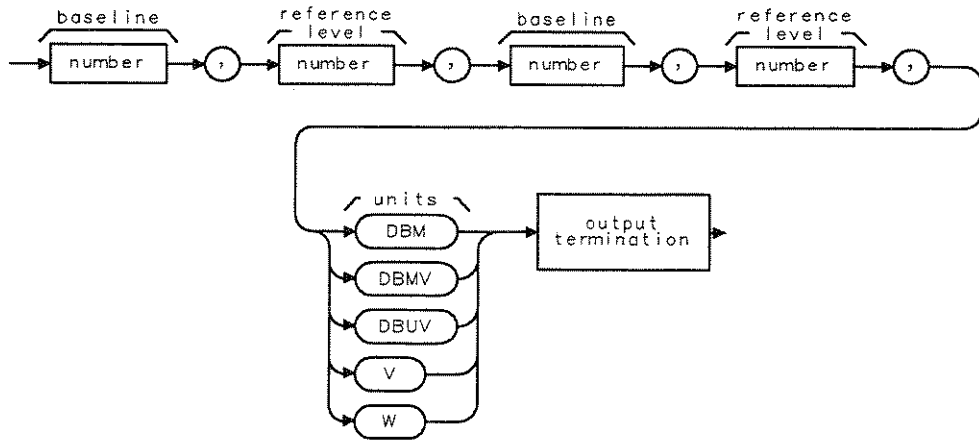 baseline reference level baseline reference level
number , number , number , number ,
units
DBM
output termination
DBMV
DBUV
V
W